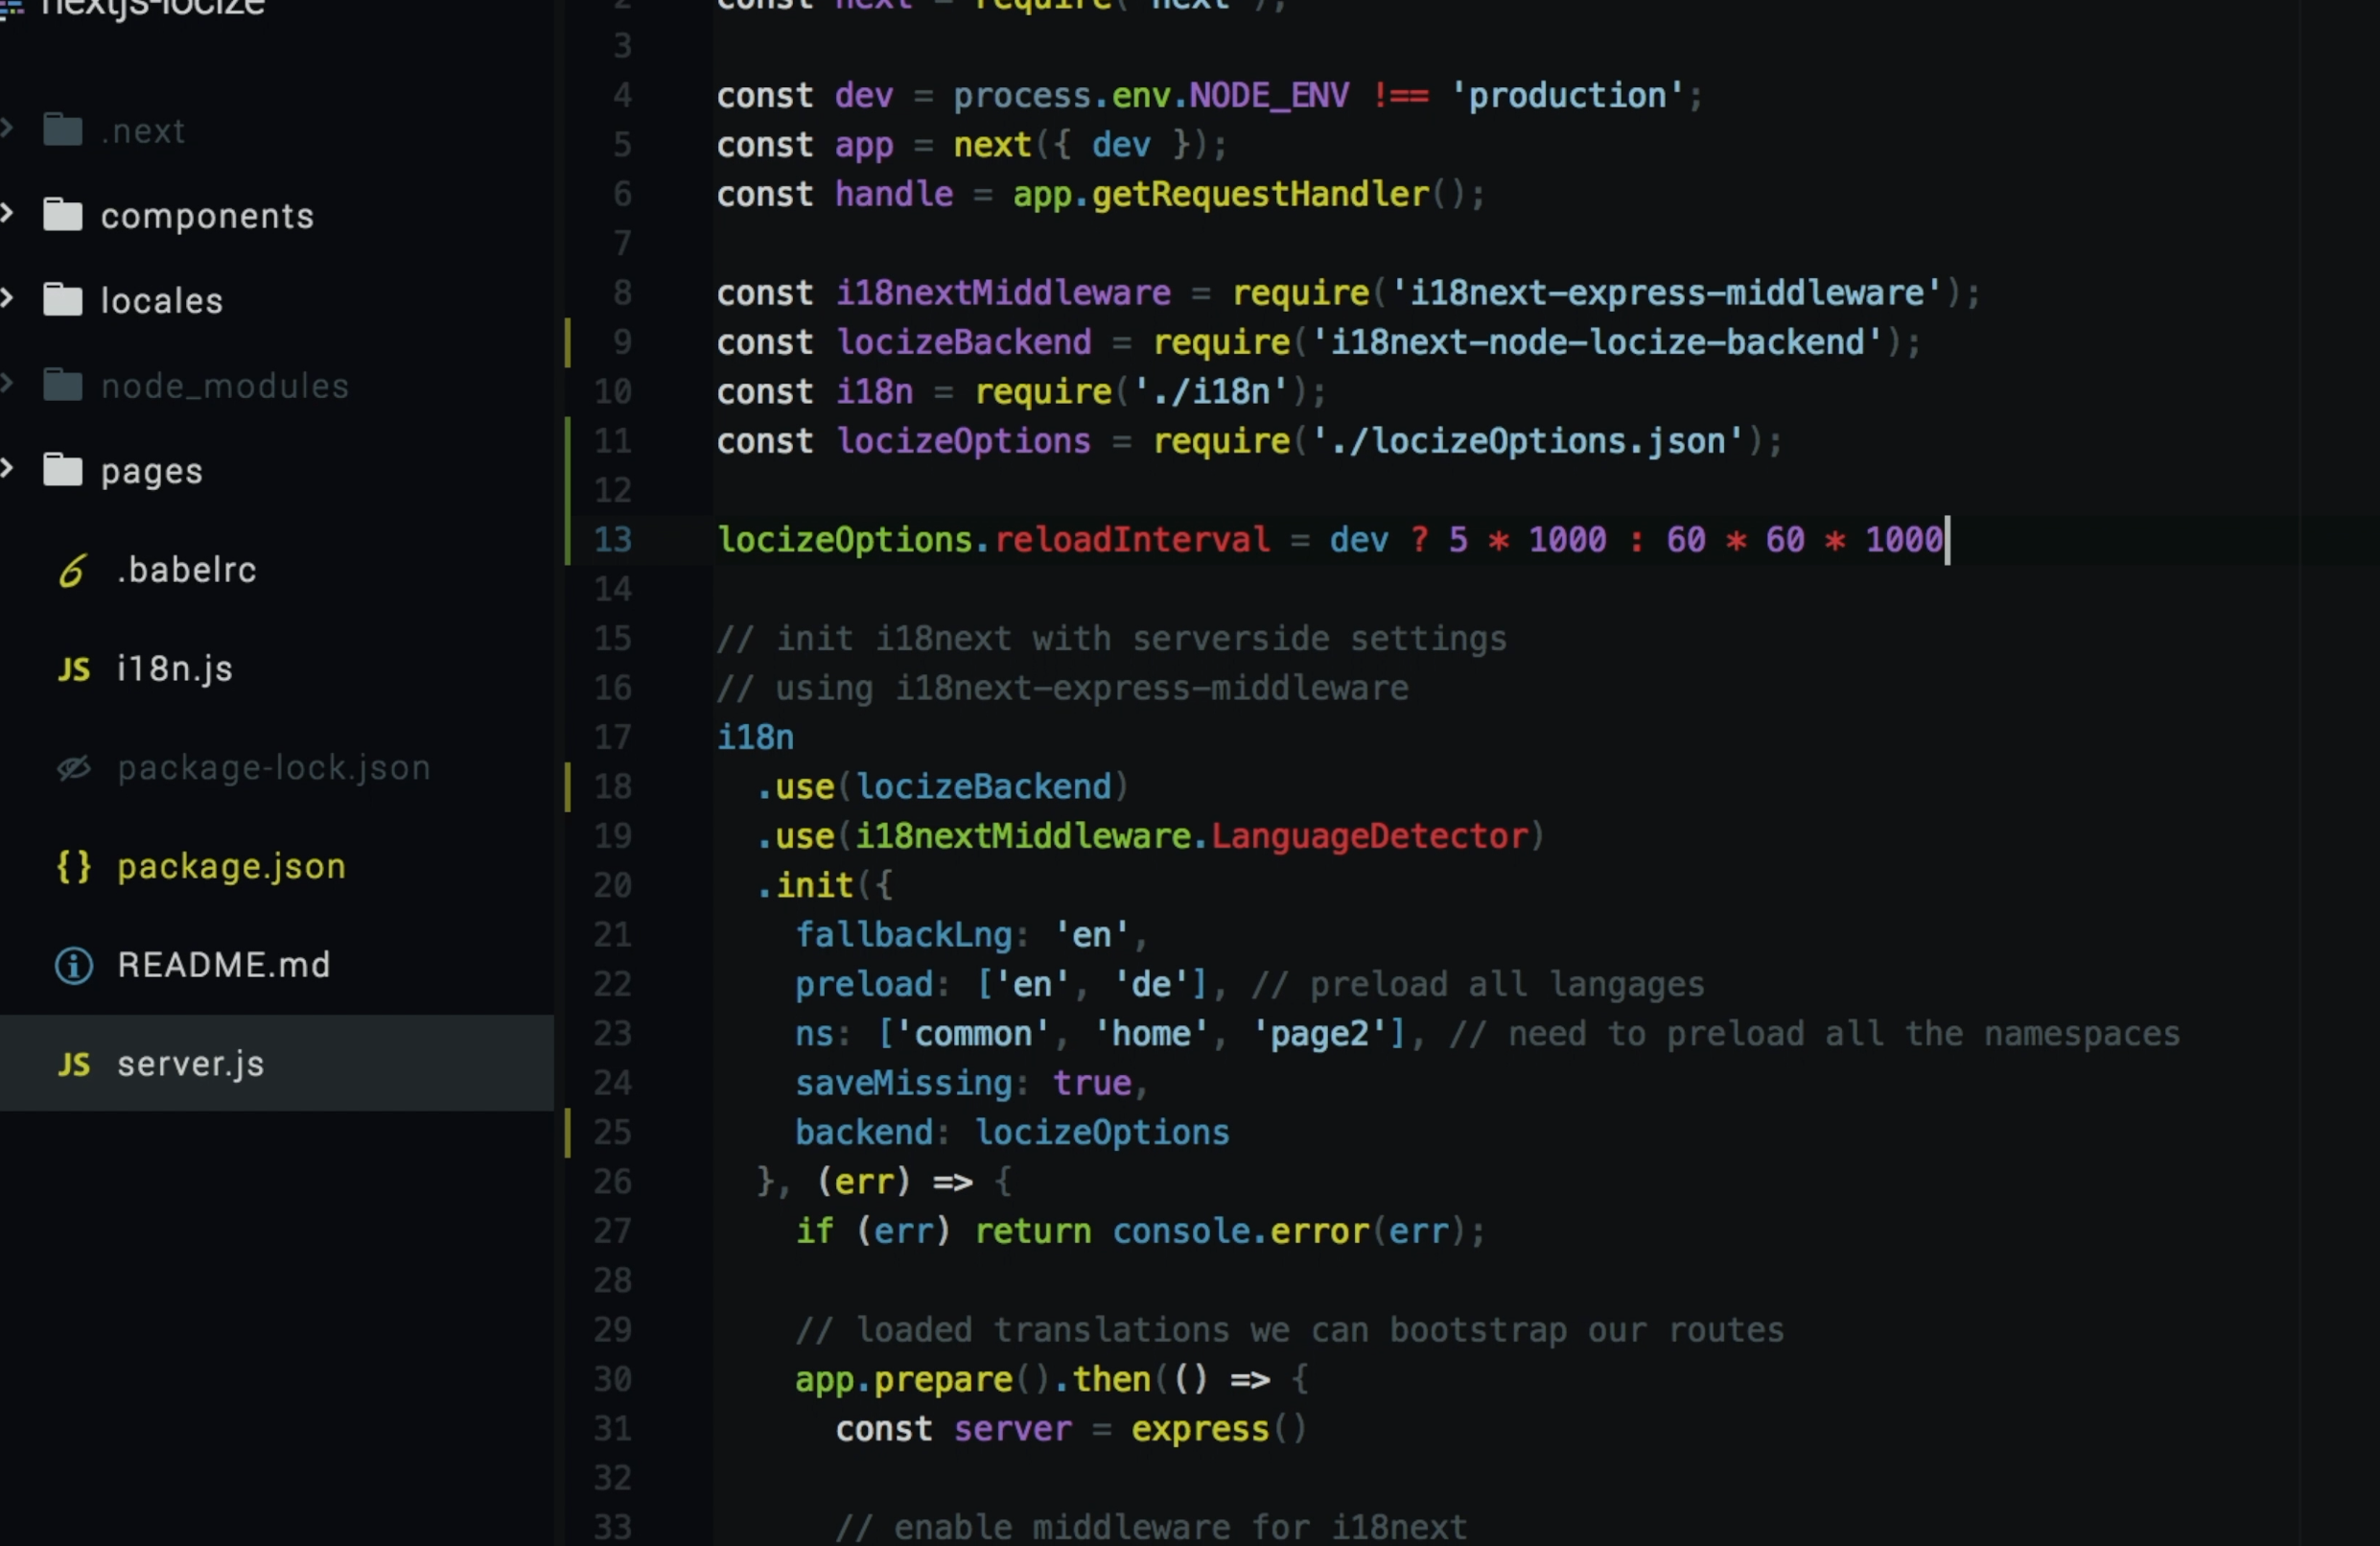 nextjs-locize
.next
components
locales
node_modules
pages
.babelrc
i18n.js
package-lock.json
{} package.json
README.md
JS server.js
2 const next = require('next');
3
4 const dev = process.env.NODE_ENV !== 'production';
5 const app = next({ dev });
6 const handle = app.getRequestHandler();
7
8 const i18nextMiddleware = require('i18next-express-middleware');
9 const locizeBackend = require('i18next-node-locize-backend');
10 const i18n = require('./i18n');
11 const locizeOptions = require('./locizeOptions.json');
12
13 locizeOptions.reloadInterval = dev ? 5 * 1000 : 60 * 60 * 1000
14
15 // init i18next with serverside settings
16 // using i18next-express-middleware
17 i18n
18 .use(locizeBackend)
19 .use(i18nextMiddleware.LanguageDetector)
20 .init({
21 fallbackLng: 'en',
22 preload: ['en', 'de'], // preload all langages
23 ns: ['common', 'home', 'page2'], // need to preload all the namespaces
24 saveMissing: true,
25 backend: locizeOptions
26 }, (err) => {
27 if (err) return console.error(err);
28
29 // loaded translations we can bootstrap our routes
30 app.prepare().then(() => {
31 const server = express()
32
33 // enable middleware for i18next